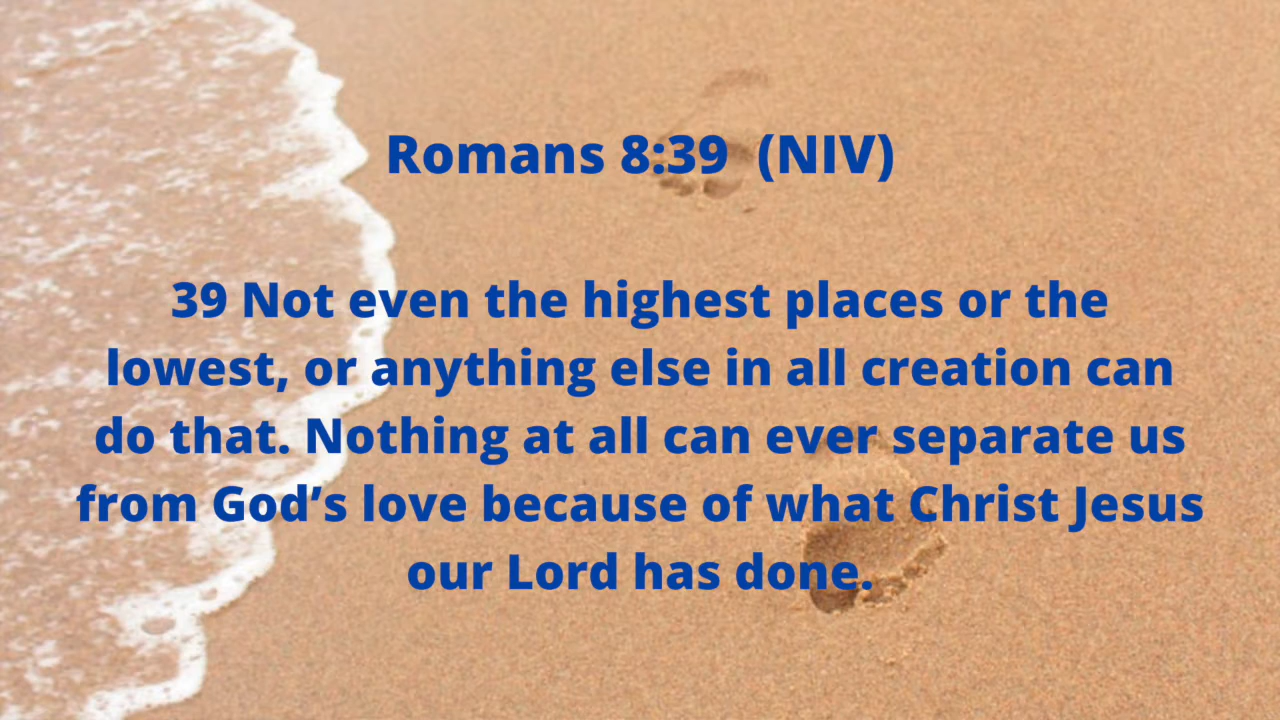 Romans 8:39 (NIV)
39 Not even the highest places or the
lowest, or anything else in all creation can
do that. Nothing at all can ever separate us
from God’s love because of what Christ Jesus
our Lord has done.